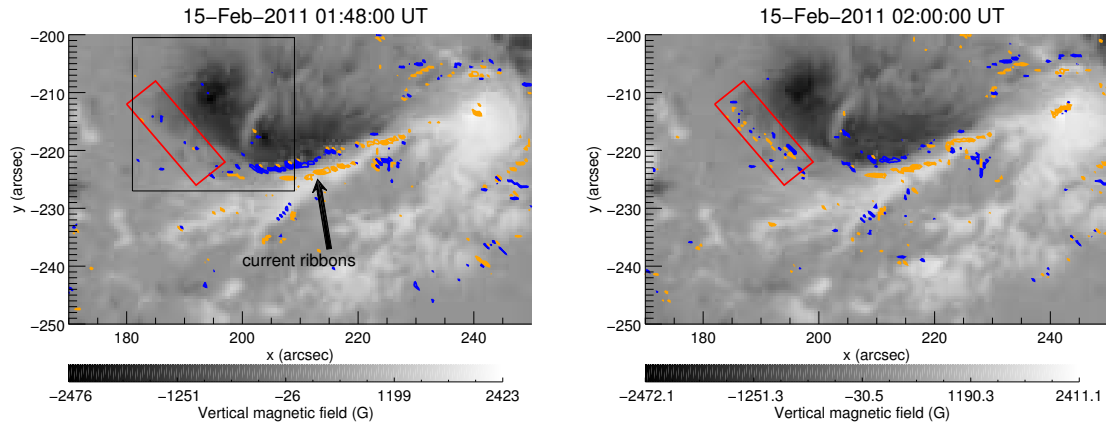 15−Feb−2011 01:48:00 UT
−200
−210
−220
−230
−240
−250
y (arcsec)
current ribbons
180 200 220 240
x (arcsec)
−2476 −1251 −26 1199 2423
Vertical magnetic field (G)
15−Feb−2011 02:00:00 UT
−200
−210
−220
−230
−240
−250
y (arcsec)
180 200 220 240
x (arcsec)
−2472.1 −1251.3 −30.5 1190.3 2411.1
Vertical magnetic field (G)